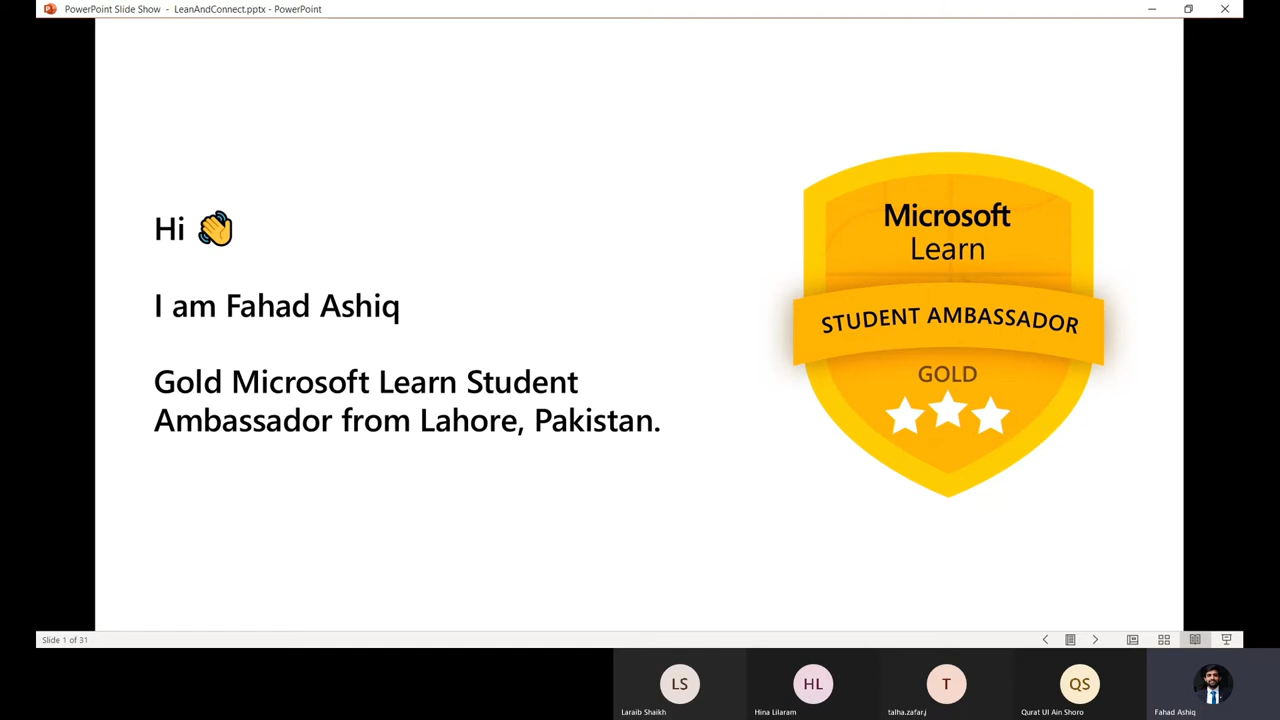 PowerPoint Slide Show - LeanAndConnect.pptx - PowerPoint
Hi 👋
I am Fahad Ashiq
Gold Microsoft Learn Student
Ambassador from Lahore, Pakistan.
Microsoft
Learn
STUDENT AMBASSADOR
GOLD
Slide 1 of 31
LS
HL
T
QS
Laraib Shaikh
Hina Lilaram
talha.zafar.j
Qurat Ul Ain Shoro
Fahad Ashiq